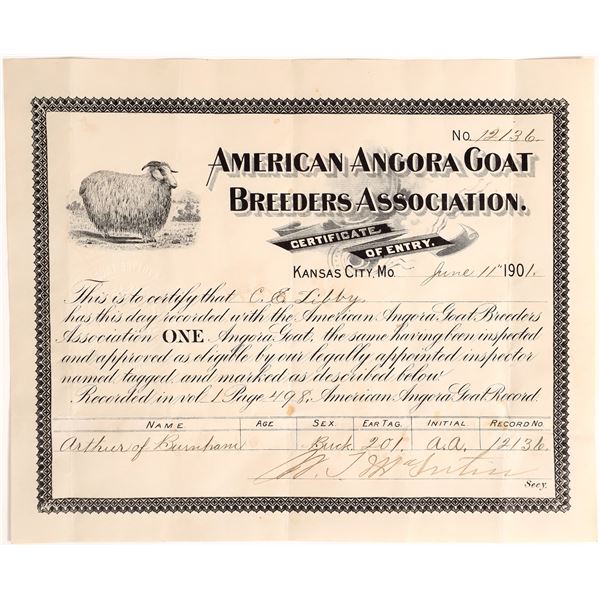 No. 12136
AMERICAN ANGORA GOAT
BREEDERS ASSOCIATION.
CERTIFICATE
OF ENTRY.
KANSAS CITY, MO. June 11" 1901.
This is to certify that C. E. Libby
has this day recorded with the American Angora Goat Breeders
Association ONE Angora Goat, the same having been inspected
and approved as eligible by our legally appointed inspector
named, tagged, and marked as described below.
Recorded in vol. 1 Page 498, American Angora Goat Record.
NAME AGE SEX EAR TAG. INITIAL RECORD NO.
Arthur of Burnham Buck 201. a.a. 12136.
W. T.
Secy.